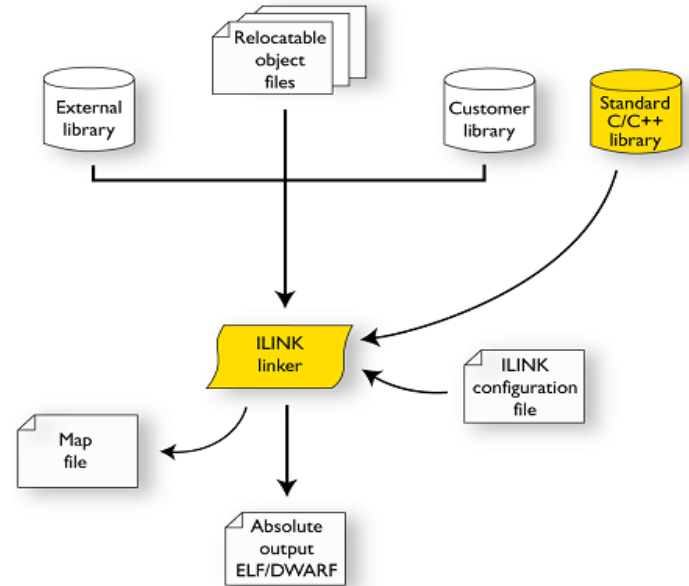 Relocatable
object
files
External
library
Customer
library
Standard
C/C++
library
ILINK
linker
ILINK
configuration
file
Map
file
Absolute
output
ELF/DWARF